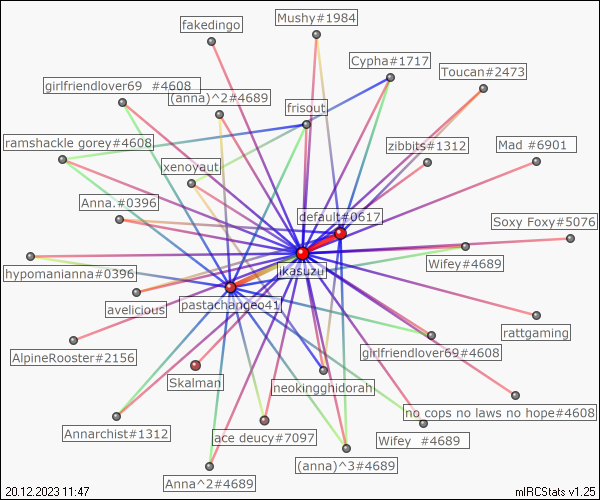 Mushy#1984
fakedingo
Cypha#1717
Toucan#2473
girlfriendlover69 #4608
(anna)^2#4689
frisout
ramshackle gorey#4608
zibbits#1312
Mad #6901
xenoyaut
Anna.#0396
default#0617
Soxy Foxy#5076
Wifey#4689
hypomanianna#0396
ikasuzu
avelicious
pastachangeo41
rattgaming
girlfriendlover69#4608
AlpineRooster#2156
Skalman
neokingghidorah
no cops no laws no hope#4608
Annarchist#1312
ace deucy#7097
Wifey #4689
(anna)^3#4689
Anna^2#4689
20.12.2023 11:47
mIRCStats v1.25